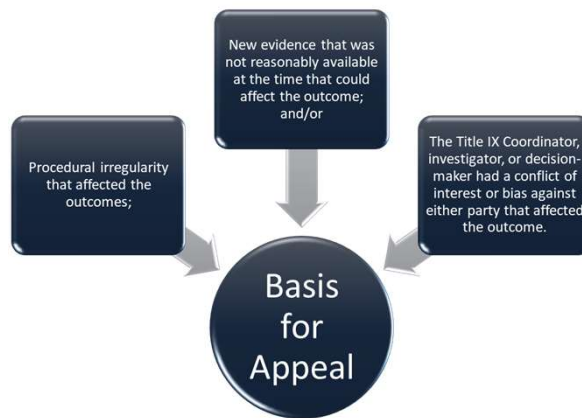 Procedural irregularity
that affected the
outcomes;
New evidence that was
not reasonably available
at the time that could
affect the outcome;
and/or
The Title IX Coordinator,
investigator, or decision-
maker had a conflict of
interest or bias against
either party that affected
the outcome.
Basis
for
Appeal